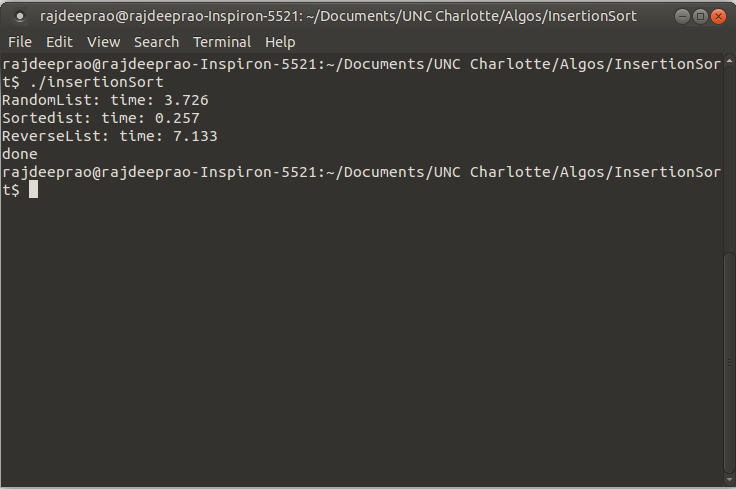 rajdeeprao@rajdeeprao-Inspiron-5521: ~/Documents/UNC Charlotte/Algos/InsertionSort
File Edit View Search Terminal Help
rajdeeprao@rajdeeprao-Inspiron-5521:~/Documents/UNC Charlotte/Algos/InsertionSor
t$ ./insertionSort
RandomList: time: 3.726
Sortedist: time: 0.257
ReverseList: time: 7.133
done
rajdeeprao@rajdeeprao-Inspiron-5521:~/Documents/UNC Charlotte/Algos/InsertionSor
t$